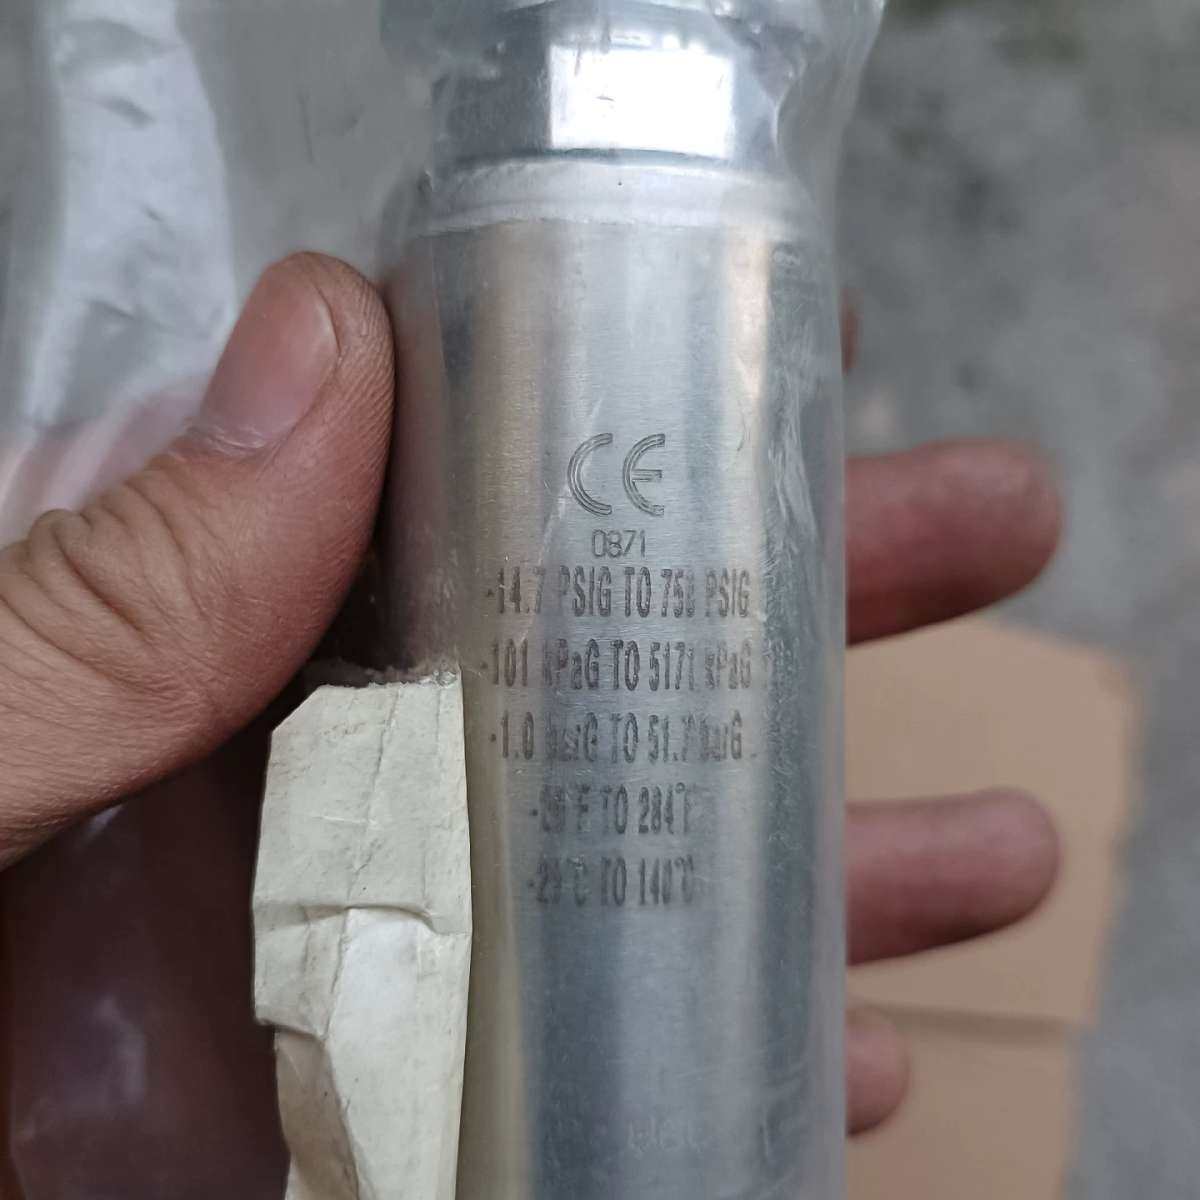 CE
0871
-14.7 PSIG TO PSIG
-101 kPaG TO 5171 kPaG
-1.0 barG TO 51.7 barG
TO 284°F
-29°C TO 140°C